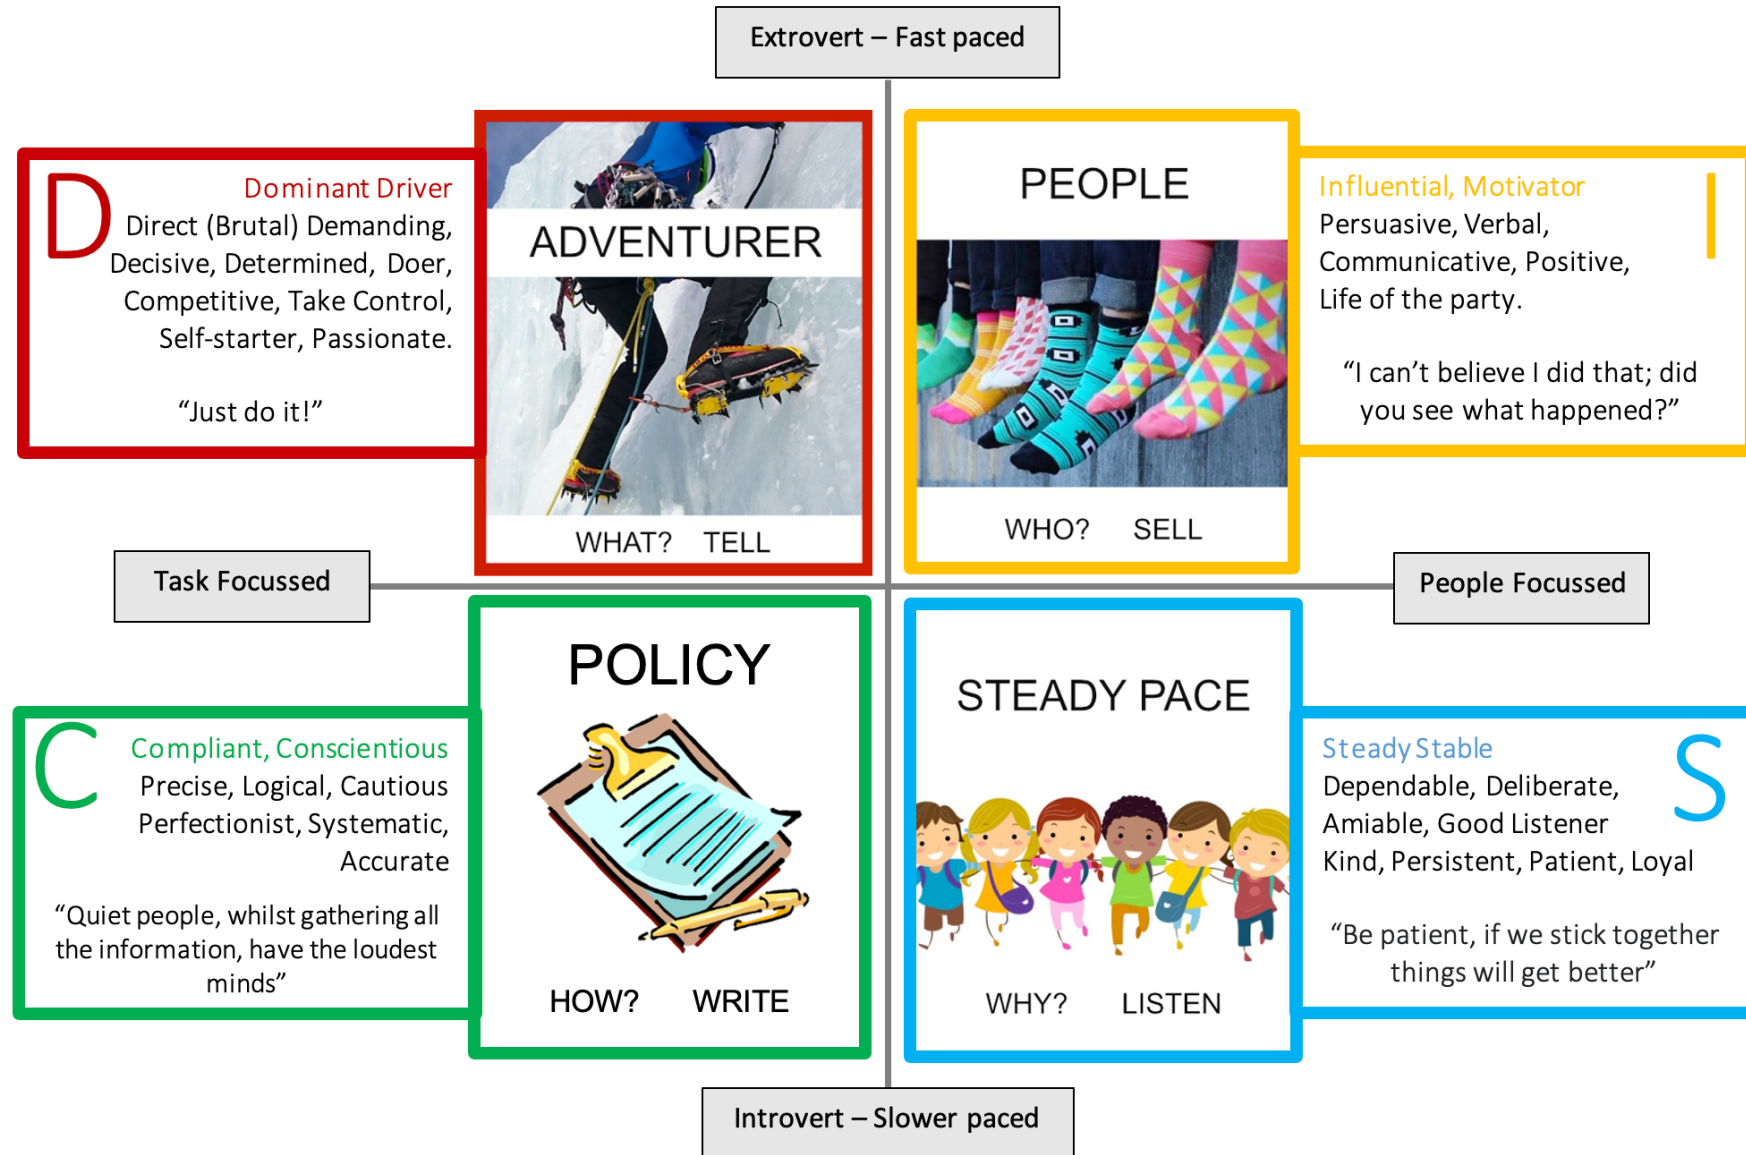 Extrovert – Fast paced
D
Dominant Driver
Direct (Brutal) Demanding,
Decisive, Determined, Doer,
Competitive, Take Control,
Self-starter, Passionate.
“Just do it!”
ADVENTURER
WHAT? TELL
PEOPLE
WHO? SELL
I
Influential, Motivator
Persuasive, Verbal,
Communicative, Positive,
Life of the party.
“I can’t believe I did that; did
you see what happened?”
Task Focussed
People Focussed
C
Compliant, Conscientious
Precise, Logical, Cautious
Perfectionist, Systematic,
Accurate
“Quiet people, whilst gathering all
the information, have the loudest
minds”
POLICY
HOW? WRITE
STEADY PACE
WHY? LISTEN
S
Steady Stable
Dependable, Deliberate,
Amiable, Good Listener
Kind, Persistent, Patient, Loyal
“Be patient, if we stick together
things will get better”
Introvert – Slower paced